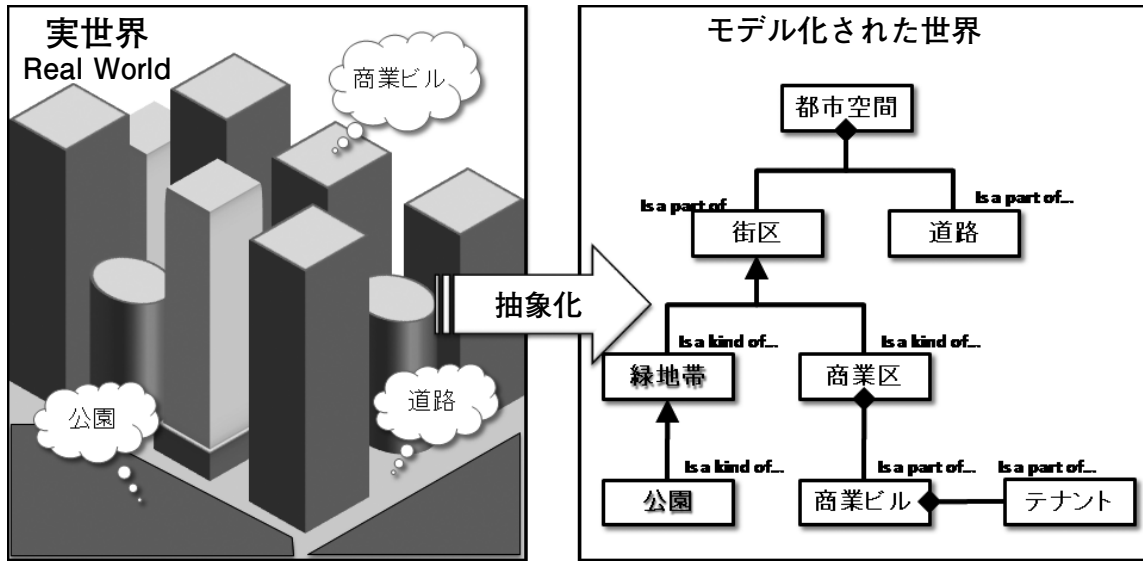 実世界
Real World
商業ビル
公園
道路
抽象化
モデル化された世界
都市空間
Is a part of
Is a part of...
街区
道路
Is a kind of...
Is a kind of...
緑地帯
商業区
Is a kind of...
Is a part of...
Is a part of...
公園
商業ビル
テナント